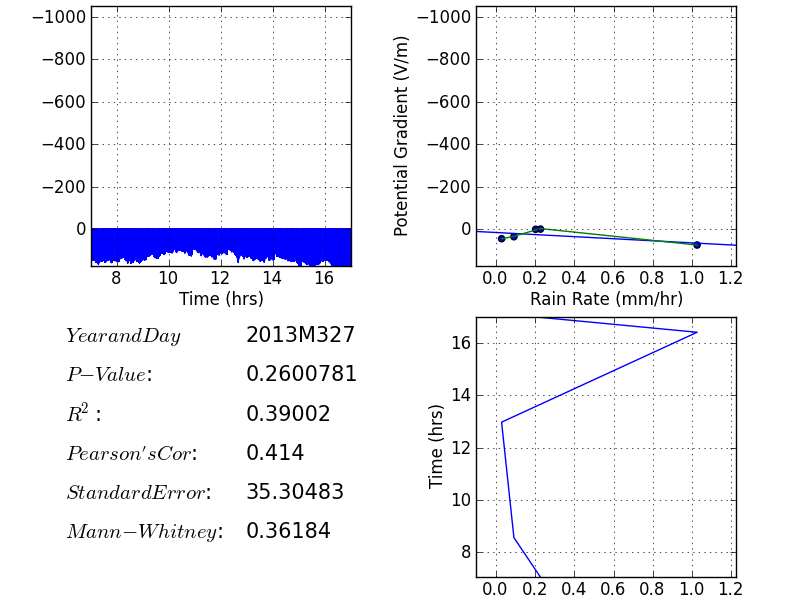 −1000
−800
−600
−400
−200
0
8 10 12 14 16
Time (hrs)
Potential Gradient (V/m)
−1000
−800
−600
−400
−200
0
0.0 0.2 0.4 0.6 0.8 1.0 1.2
Rain Rate (mm/hr)
YearandDay 2013M327
P−Value: 0.2600781
R² : 0.39002
Pearson'sCor: 0.414
StandardError: 35.30483
Mann−Whitney: 0.36184
Time (hrs)
16
14
12
10
8
0.0 0.2 0.4 0.6 0.8 1.0 1.2